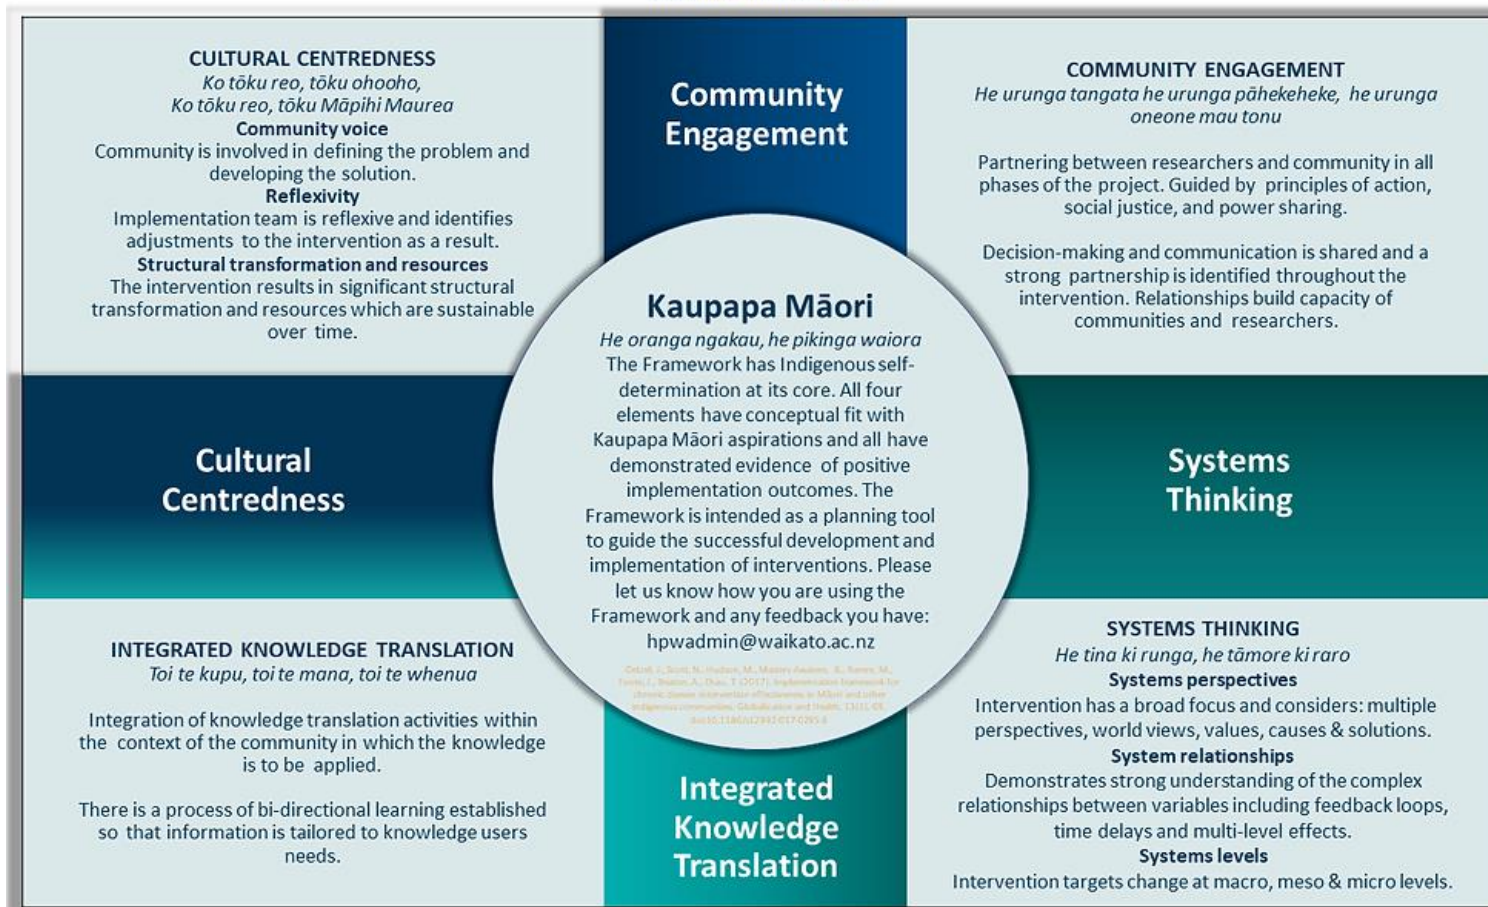 CULTURAL CENTREDNESS
Ko tōku reo, tōku ohooho,
Ko tōku reo, tōku Māpihi Maurea
Community voice
Community is involved in defining the problem and
developing the solution.
Reflexivity
Implementation team is reflexive and identifies
adjustments to the intervention as a result.
Structural transformation and resources
The intervention results in significant structural
transformation and resources which are sustainable
over time.
Community
Engagement
COMMUNITY ENGAGEMENT
He urunga tangata he urunga pāhekeheke, he urunga
oneone mau tonu
Partnering between researchers and community in all
phases of the project. Guided by principles of action,
social justice, and power sharing.
Decision-making and communication is shared and a
strong partnership is identified throughout the
intervention. Relationships build capacity of
communities and researchers.
Cultural
Centredness
Kaupapa Māori
He oranga ngakau, he pikinga waiora
The Framework has Indigenous self-
determination at its core. All four
elements have conceptual fit with
Kaupapa Māori aspirations and all have
demonstrated evidence of positive
implementation outcomes. The
Framework is intended as a planning tool
to guide the successful development and
implementation of interventions. Please
let us know how you are using the
Framework and any feedback you have:
hpwadmin@waikato.ac.nz
Systems
Thinking
INTEGRATED KNOWLEDGE TRANSLATION
Toi te kupu, toi te mana, toi te whenua
Integration of knowledge translation activities within
the context of the community in which the knowledge
is to be applied.
There is a process of bi-directional learning established
so that information is tailored to knowledge users
needs.
Integrated
Knowledge
Translation
SYSTEMS THINKING
He tina ki runga, he tāmore ki raro
Systems perspectives
Intervention has a broad focus and considers: multiple
perspectives, world views, values, causes & solutions.
System relationships
Demonstrates strong understanding of the complex
relationships between variables including feedback loops,
time delays and multi-level effects.
Systems levels
Intervention targets change at macro, meso & micro levels.